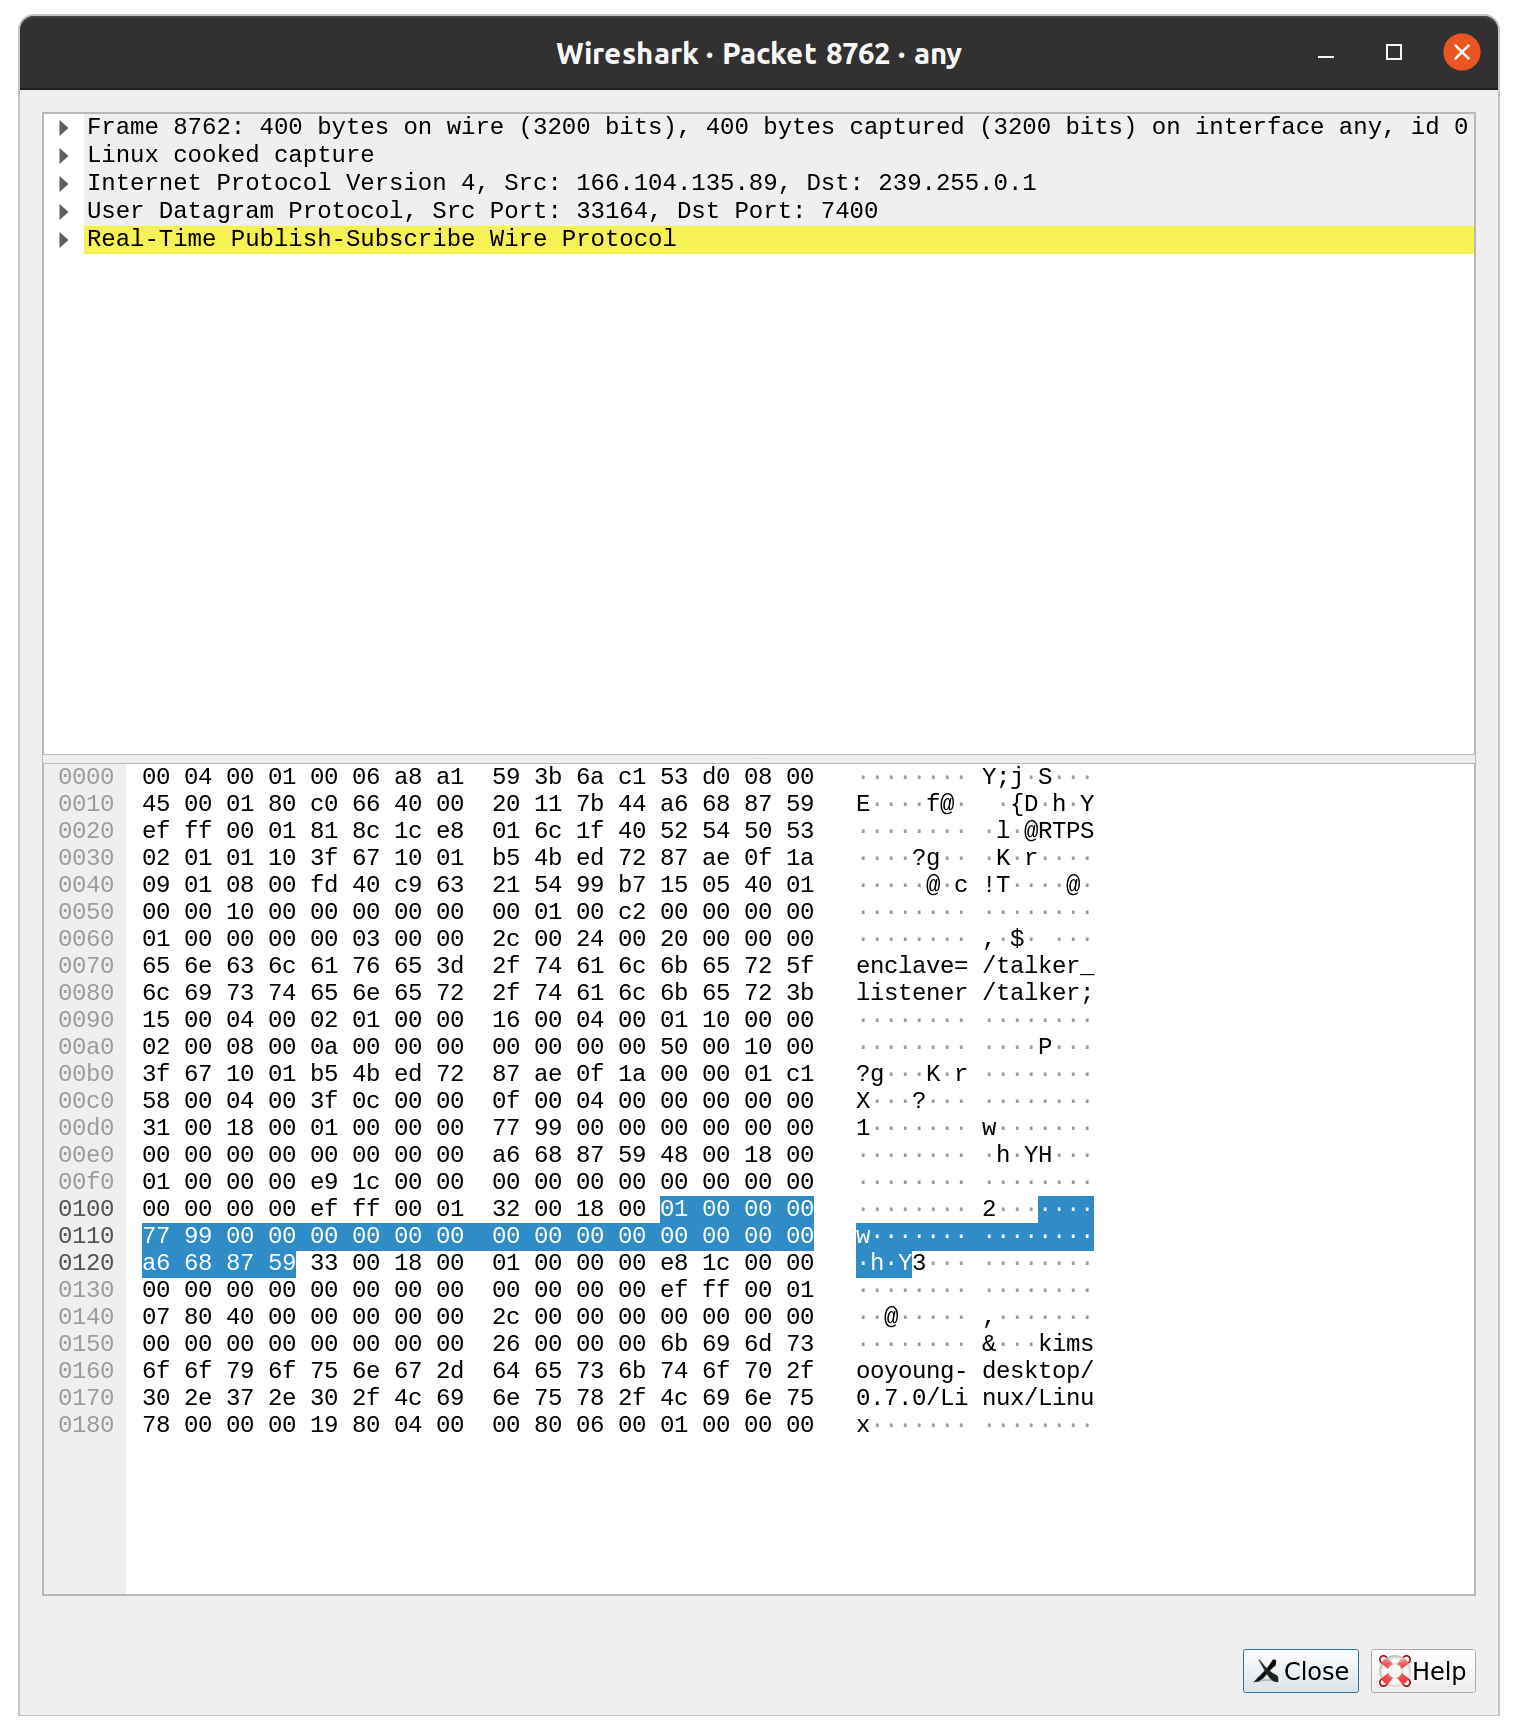 Wireshark · Packet 8762 · any
Frame 8762: 400 bytes on wire (3200 bits), 400 bytes captured (3200 bits) on interface any, id 0
Linux cooked capture
Internet Protocol Version 4, Src: 166.104.135.89, Dst: 239.255.0.1
User Datagram Protocol, Src Port: 33164, Dst Port: 7400
Real-Time Publish-Subscribe Wire Protocol
0000 00 04 00 01 00 06 a8 a1 59 3b 6a c1 53 d0 08 00 ········ Y;j·S···
0010 45 00 01 80 c0 66 40 00 20 11 7b 44 a6 68 87 59 E····f@· ·{D·h·Y
0020 ef ff 00 01 81 8c 1c e8 01 6c 1f 40 52 54 50 53 ········ ·l·@RTPS
0030 02 01 01 10 3f 67 10 01 b5 4b ed 72 87 ae 0f 1a ····?g·· ·K·r····
0040 09 01 08 00 fd 40 c9 63 21 54 99 b7 15 05 40 01 ·····@·c !T····@·
0050 00 00 10 00 00 00 00 00 00 01 00 c2 00 00 00 00 ········ ········
0060 01 00 00 00 00 03 00 00 2c 00 24 00 20 00 00 00 ········ ,·$· ···
0070 65 6e 63 6c 61 76 65 3d 2f 74 61 6c 6b 65 72 5f enclave= /talker_
0080 6c 69 73 74 65 6e 65 72 2f 74 61 6c 6b 65 72 3b listener /talker;
0090 15 00 04 00 02 01 00 00 16 00 04 00 01 10 00 00 ········ ········
00a0 02 00 08 00 0a 00 00 00 00 00 00 00 50 00 10 00 ········ ····P···
00b0 3f 67 10 01 b5 4b ed 72 87 ae 0f 1a 00 00 01 c1 ?g···K·r ········
00c0 58 00 04 00 3f 0c 00 00 0f 00 04 00 00 00 00 00 X···?··· ········
00d0 31 00 18 00 01 00 00 00 77 99 00 00 00 00 00 00 1······· w·······
00e0 00 00 00 00 00 00 00 00 a6 68 87 59 48 00 18 00 ········ ·h·YH···
00f0 01 00 00 00 e9 1c 00 00 00 00 00 00 00 00 00 00 ········ ········
0100 00 00 00 00 ef ff 00 01 32 00 18 00 01 00 00 00 ········ 2·······
0110 77 99 00 00 00 00 00 00 00 00 00 00 00 00 00 00 w······· ········
0120 a6 68 87 59 33 00 18 00 01 00 00 00 e8 1c 00 00 ·h·Y3··· ········
0130 00 00 00 00 00 00 00 00 00 00 00 00 ef ff 00 01 ········ ········
0140 07 80 40 00 00 00 00 00 2c 00 00 00 00 00 00 00 ··@····· ,·······
0150 00 00 00 00 00 00 00 00 26 00 00 00 6b 69 6d 73 ········ &···kims
0160 6f 6f 79 6f 75 6e 67 2d 64 65 73 6b 74 6f 70 2f ooyoung- desktop/
0170 30 2e 37 2e 30 2f 4c 69 6e 75 78 2f 4c 69 6e 75 0.7.0/Li nux/Linu
0180 78 00 00 00 19 80 04 00 00 80 06 00 01 00 00 00 x······· ········
Close Help